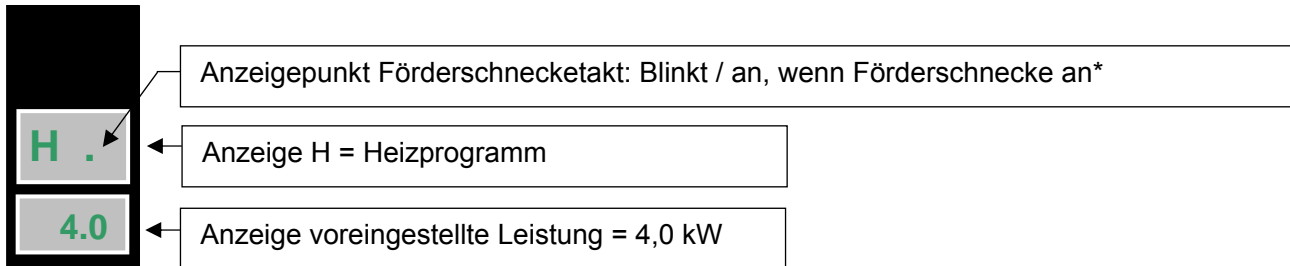 Anzeigepunkt Förderschnecketakt: Blinkt / an, wenn Förderschnecke an*
H .
Anzeige H = Heizprogramm
4.0
Anzeige voreingestellte Leistung = 4,0 kW